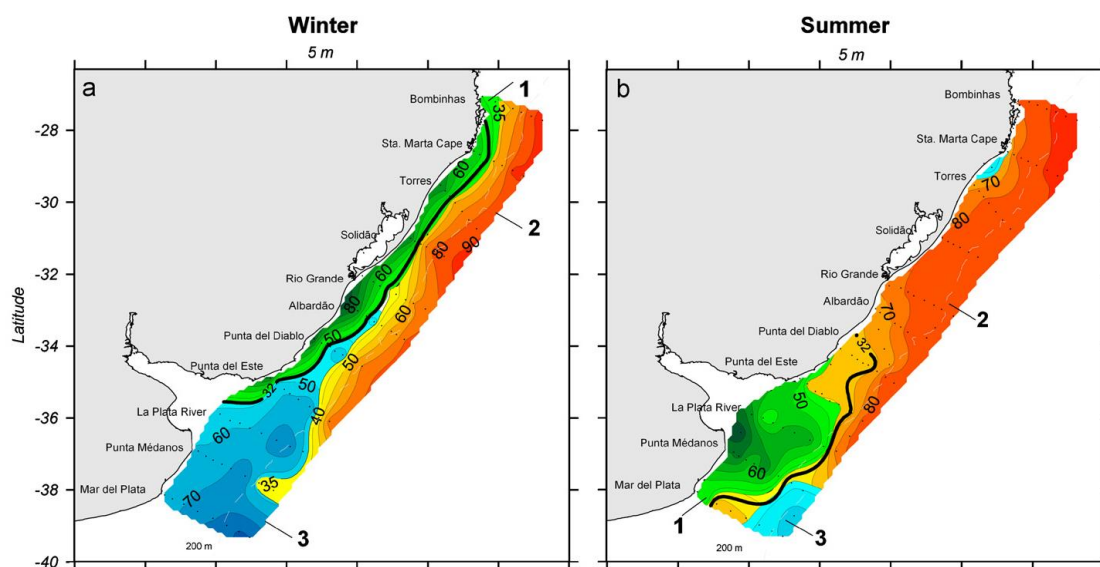 Winter
5 m
a
Bombinhas
1
35
-28
Sta. Marta Cape
60
Torres
-30
2
Solidão
80
90
-32
Rio Grande
60
Albardão
80
60
Punta del Diablo
50
-34
Punta del Este
50
32
50
La Plata River
40
-36
60
Punta Médanos
-38
Mar del Plata
35
70
3
200 m
-40
Latitude
Summer
5 m
b
Bombinhas
Sta. Marta Cape
Torres
70
80
Solidão
Rio Grande
2
70
Albardão
Punta del Diablo
32
Punta del Este
50
80
La Plata River
Punta Médanos
60
Mar del Plata
1
3
200 m